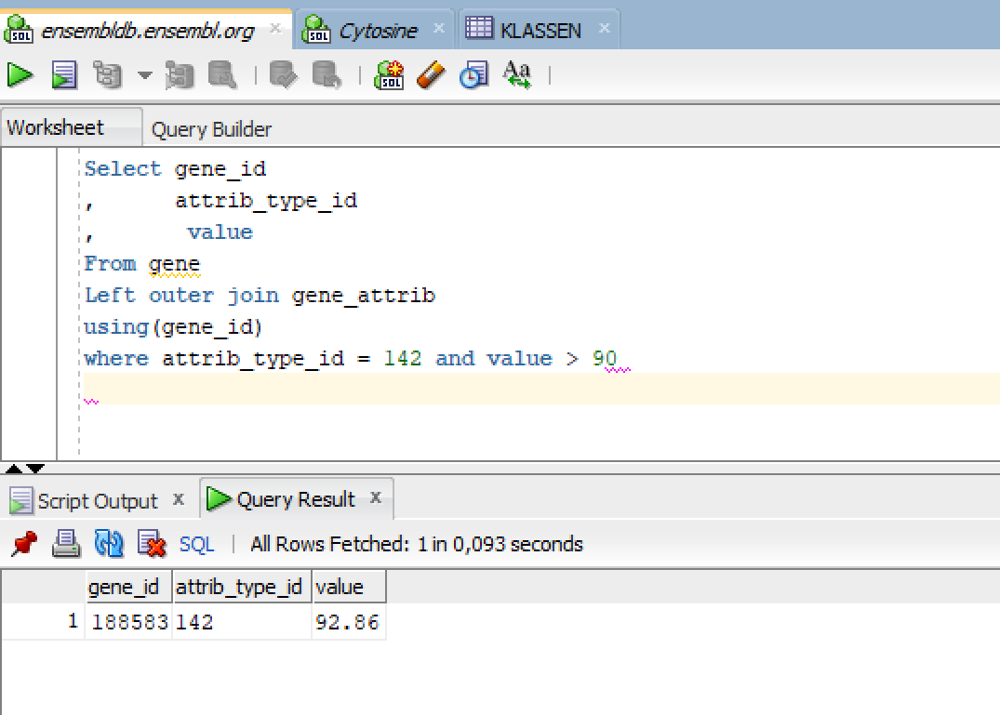 ensembldb.ensembl.org Cytosine KLASSEN
Worksheet Query Builder
Select gene_id
, attrib_type_id
, value
From gene
Left outer join gene_attrib
using(gene_id)
where attrib_type_id = 142 and value > 90
Script Output x Query Result x
SQL | All Rows Fetched: 1 in 0,093 seconds
gene_id attrib_type_id value
1 188583 142 92.86